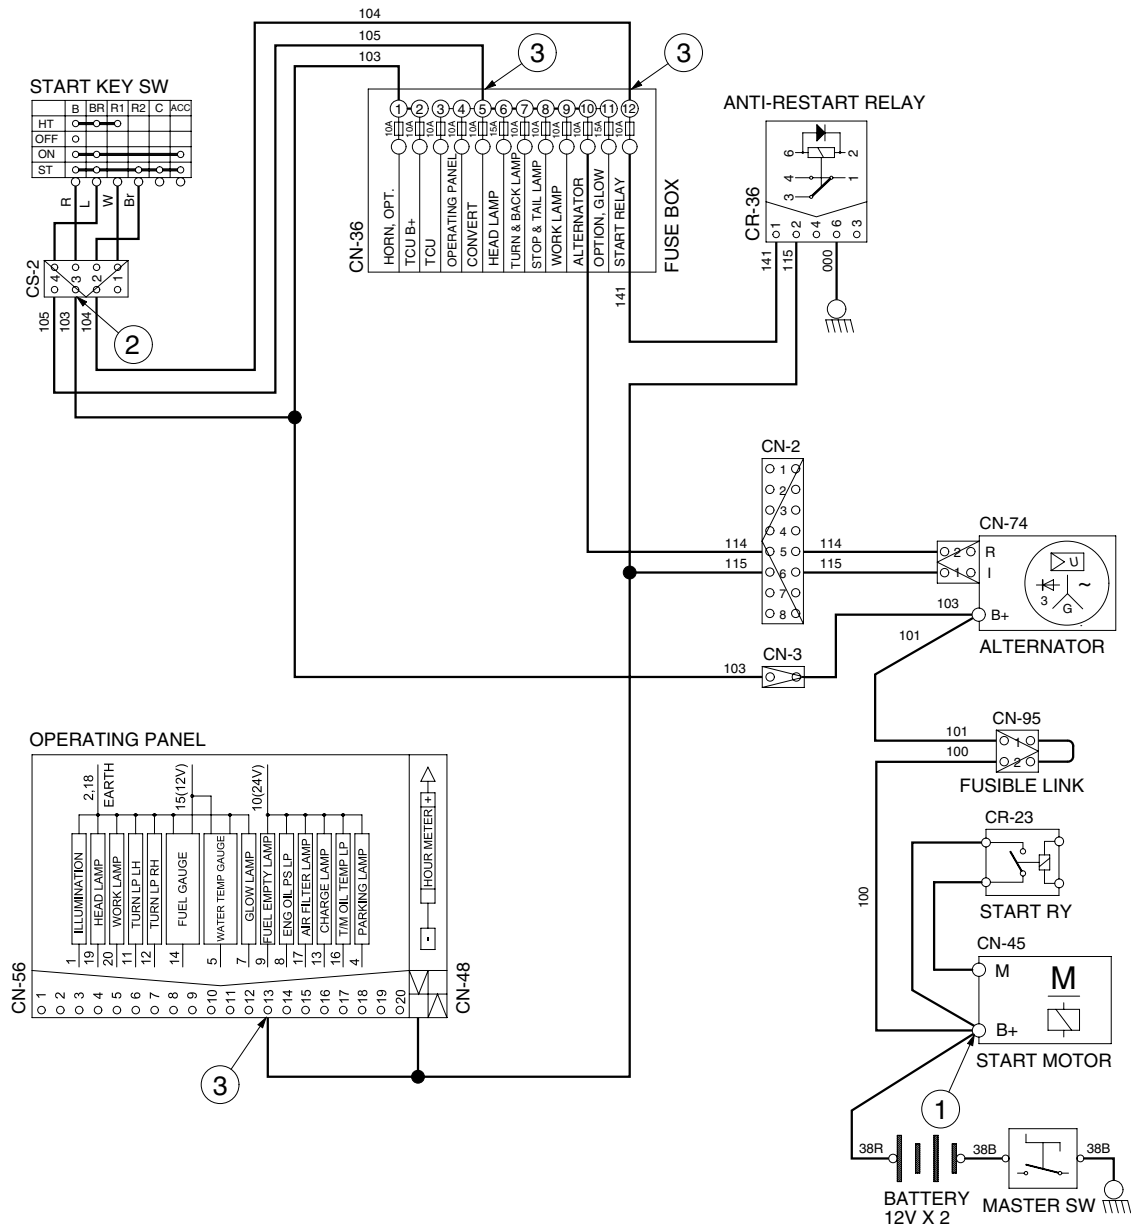 104
105
103
3
3
START KEY SW
B BR R1 R2 C ACC
HT
OFF
ON
ST
R L W Br
CS-2
4 3 2 1
105 103 104
2
CN-36
1 2 3 4 5 6 7 8 9 10 11 12
10A 10A 10A 10A 10A 15A 10A 10A 10A 10A 15A 10A
HORN, OPT.
TCU B+
TCU
OPERATING PANEL
CONVERT
HEAD LAMP
TURN & BACK LAMP
STOP & TAIL LAMP
WORK LAMP
ALTERNATOR
OPTION, GLOW
START RELAY
FUSE BOX
141
ANTI-RESTART RELAY
6 2
4 1
3
CR-36
1 2 4 6 3
141 115 000
CN-2
1
2
3
4
5
6
7
8
114 114
115 115
CN-74
2 R
1 I
B+
U
3 G ~
ALTERNATOR
103
101
103
CN-3
CN-95
101 1
100 2
FUSIBLE LINK
CR-23
START RY
100
CN-45
M
M
B+
START MOTOR
1
38R 38B 38B
BATTERY
12V X 2
MASTER SW
OPERATING PANEL
2,18
EARTH
15(12V)
10(24V)
ILLUMINATION
HEAD LAMP
WORK LAMP
TURN LP LH
TURN LP RH
FUEL GAUGE
WATER TEMP GAUGE
GLOW LAMP
FUEL EMPTY LAMP
ENG OIL PS LP
AIR FILTER LAMP
CHARGE LAMP
T/M OIL TEMP LP
PARKING LAMP
- HOUR METER +
1 19 20 11 12 14 5 7 9 8 17 13 16 4
CN-56
CN-48
1 2 3 4 5 6 7 8 9 10 11 12 13 14 15 16 17 18 19 20
3